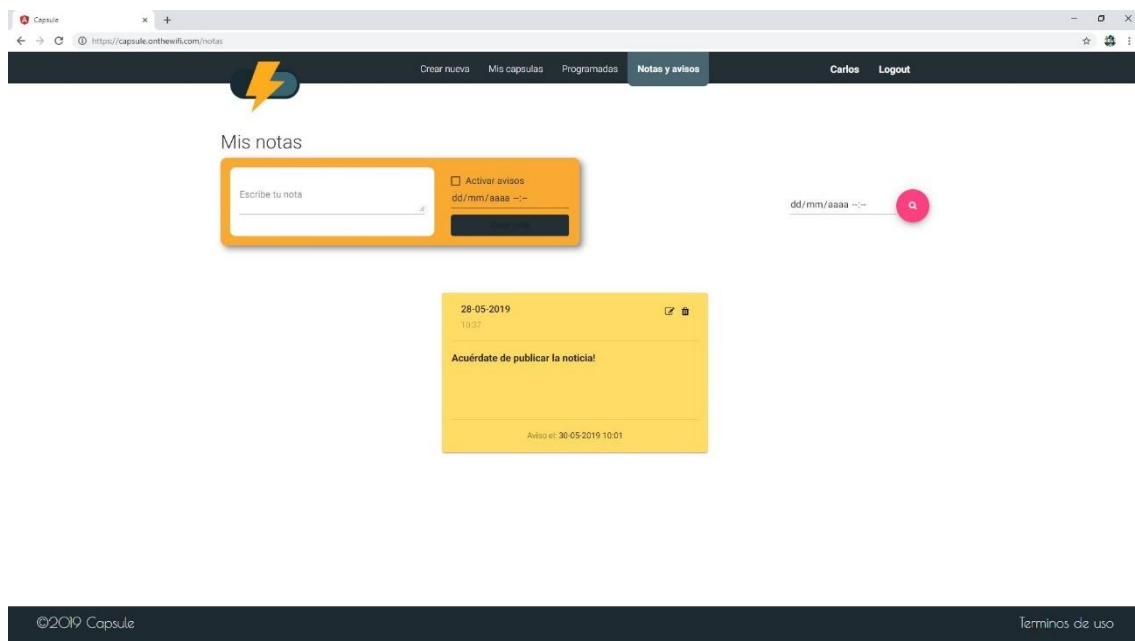 Capsule
https://capsule.onthewifi.com/notas
Crear nueva Mis capsulas Programadas Notas y avisos Carlos Logout
Mis notas
Escribe tu nota
Activar avisos
dd/mm/aaaa --:--
dd/mm/aaaa --:--
28-05-2019
10:37
Acuérdate de publicar la noticia!
Aviso el: 30-05-2019 10:01
©2019 Capsule
Terminos de uso